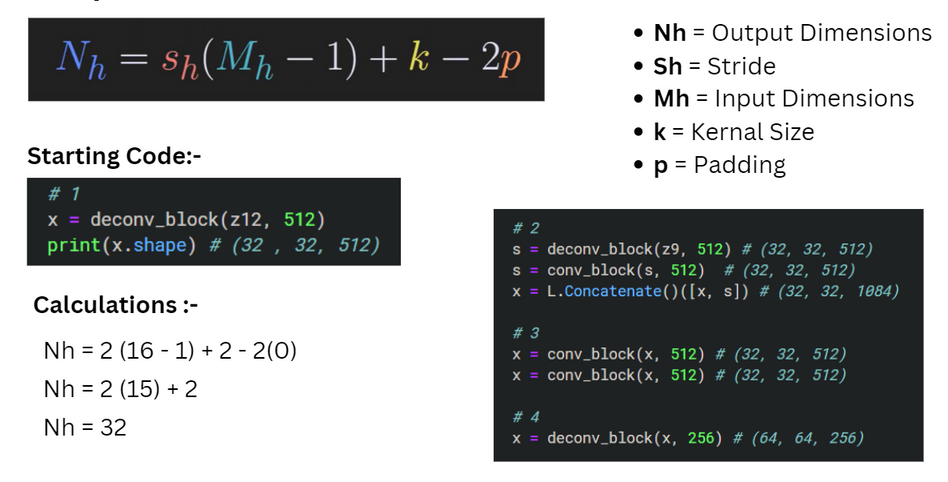 Nh = sh(Mh − 1) + k − 2p
• Nh = Output Dimensions
• Sh = Stride
• Mh = Input Dimensions
• k = Kernal Size
• p = Padding
Starting Code:-
# 1
x = deconv_block(z12, 512)
print(x.shape) # (32 , 32, 512)
Calculations :-
Nh = 2 (16 - 1) + 2 - 2(0)
Nh = 2 (15) + 2
Nh = 32
# 2
s = deconv_block(z9, 512) # (32, 32, 512)
s = conv_block(s, 512)  # (32, 32, 512)
x = L.Concatenate()([x, s]) # (32, 32, 1084)
# 3
x = conv_block(x, 512) # (32, 32, 512)
x = conv_block(x, 512) # (32, 32, 512)
# 4
x = deconv_block(x, 256) # (64, 64, 256)